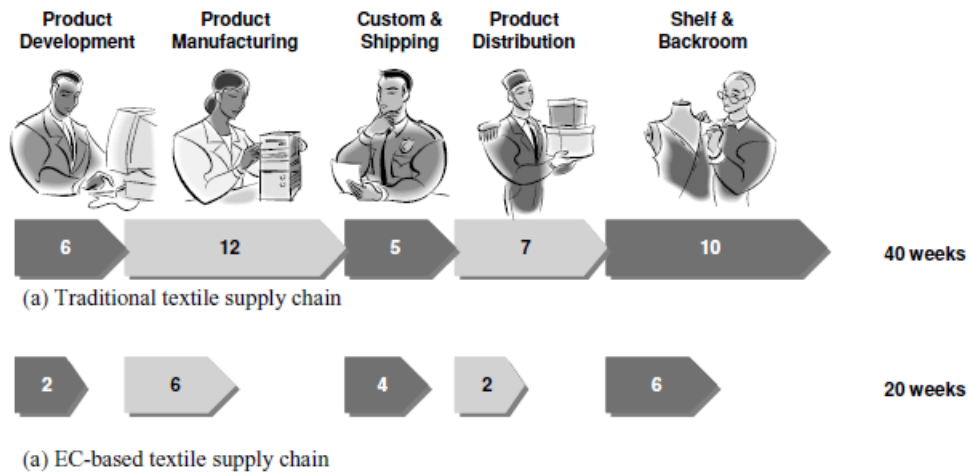 Product
Development
Product
Manufacturing
Custom &
Shipping
Product
Distribution
Shelf &
Backroom
6
12
5
7
10
40 weeks
(a) Traditional textile supply chain
2
6
4
2
6
20 weeks
(a) EC-based textile supply chain